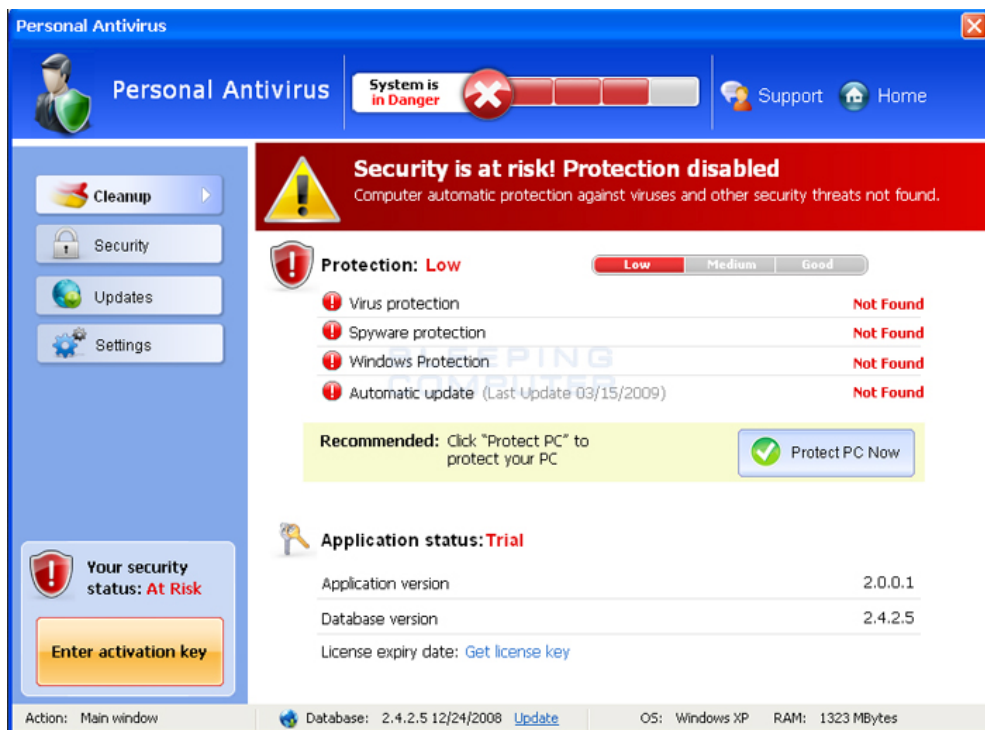 Personal Antivirus
Personal Antivirus
System is
in Danger
Support
Home
Cleanup
Security
Updates
Settings
Security is at risk! Protection disabled
Computer automatic protection against viruses and other security threats not found.
Protection: Low
Low Medium Good
Virus protection Not Found
Spyware protection Not Found
Windows Protection Not Found
Automatic update (Last Update 03/15/2009) Not Found
BLEEPING
COMPUTER
Recommended: Click "Protect PC" to
protect your PC
Protect PC Now
Application status: Trial
Application version 2.0.0.1
Database version 2.4.2.5
License expiry date: Get license key
Your security
status: At Risk
Enter activation key
Action: Main window Database: 2.4.2.5 12/24/2008 Update OS: Windows XP RAM: 1323 MBytes